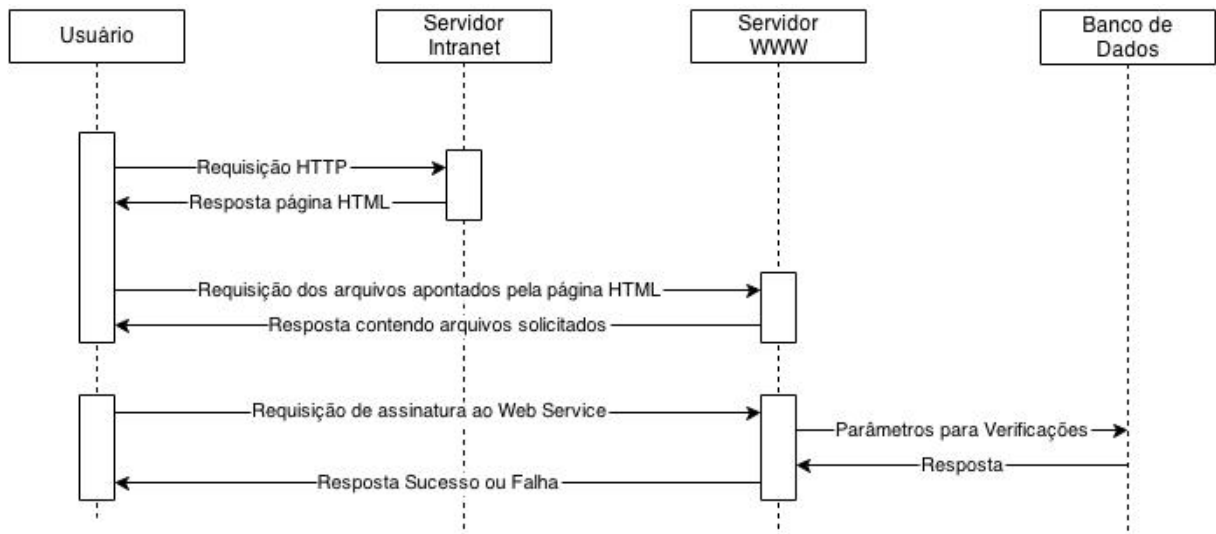 Usuário
Servidor
Intranet
Servidor
WWW
Banco de
Dados
Requisição HTTP
Resposta página HTML
Requisição dos arquivos apontados pela página HTML
Resposta contendo arquivos solicitados
Requisição de assinatura ao Web Service
Parâmetros para Verificações
Resposta
Resposta Sucesso ou Falha